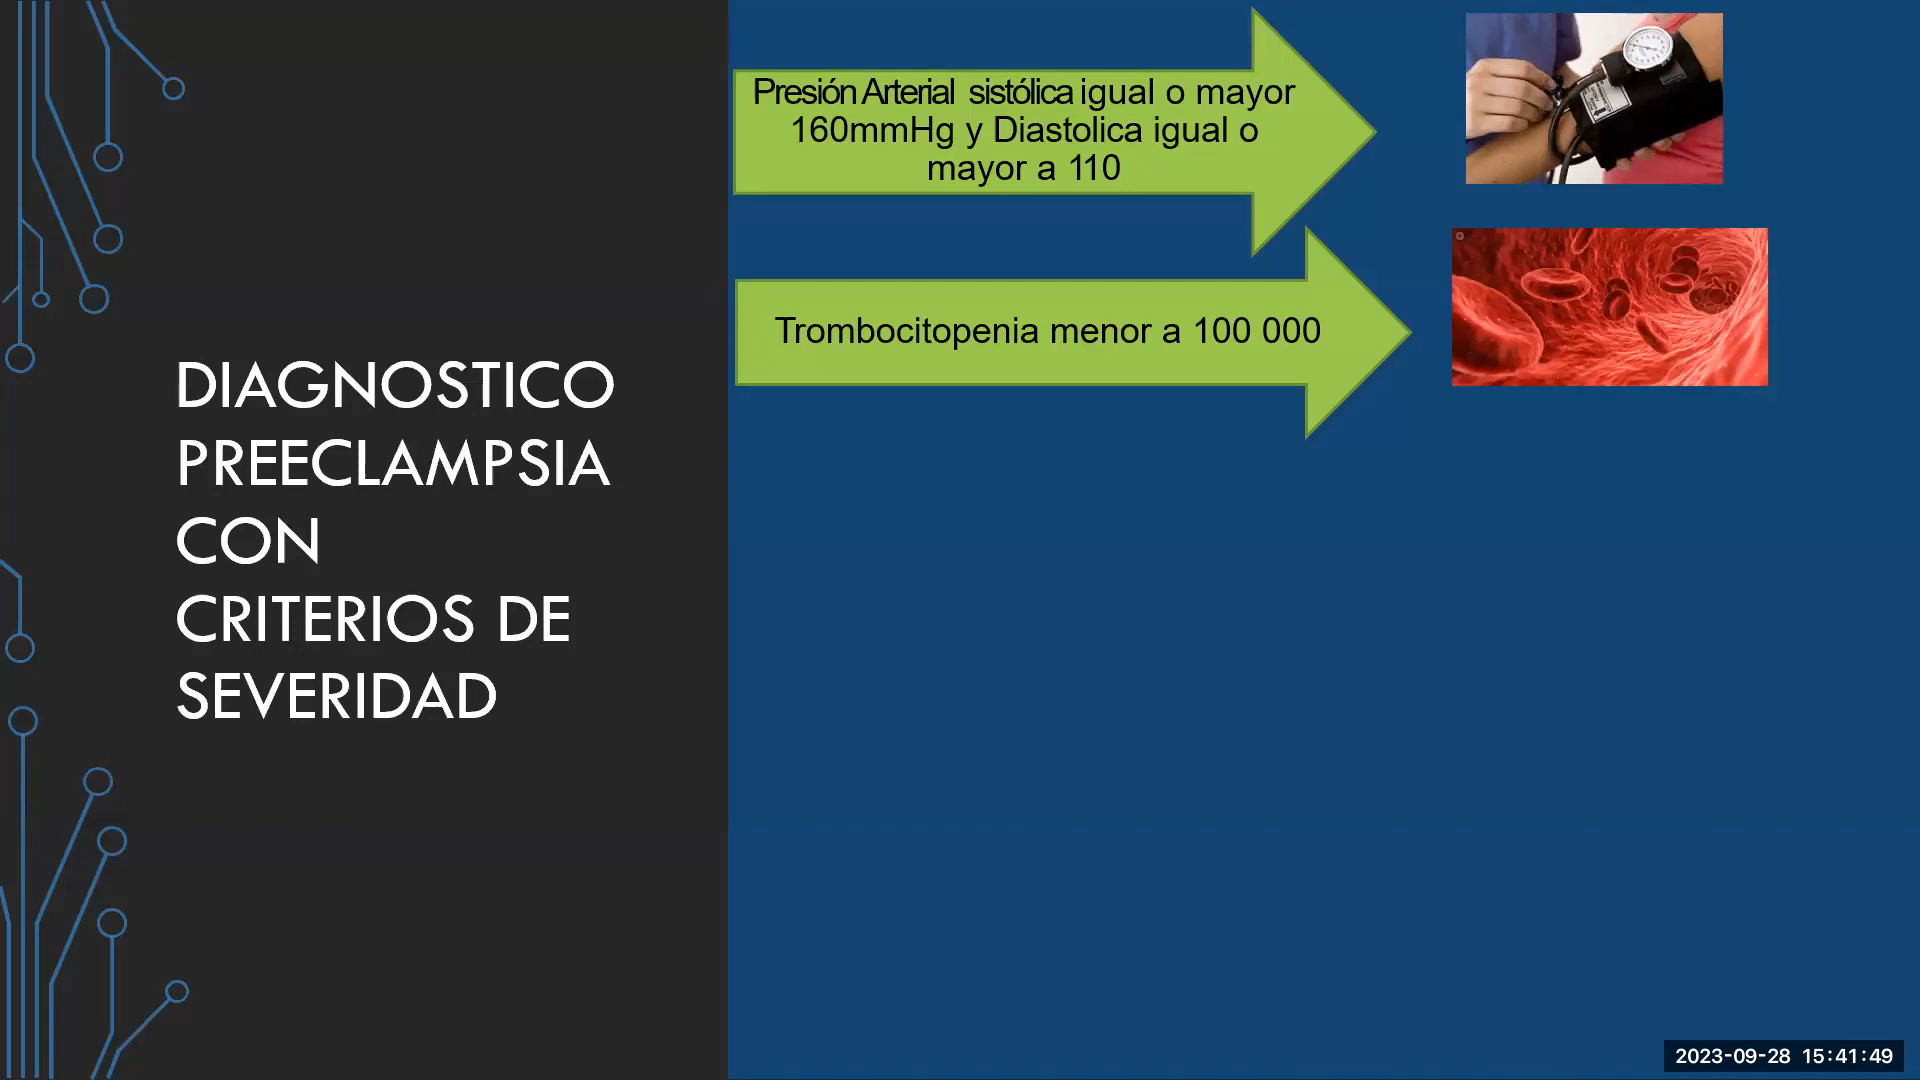 DIAGNOSTICO
PREECLAMPSIA
CON
CRITERIOS DE
SEVERIDAD
Presión Arterial sistólica igual o mayor
160mmHg y Diastolica igual o
mayor a 110
Trombocitopenia menor a 100 000
2023-09-28 15:41:49